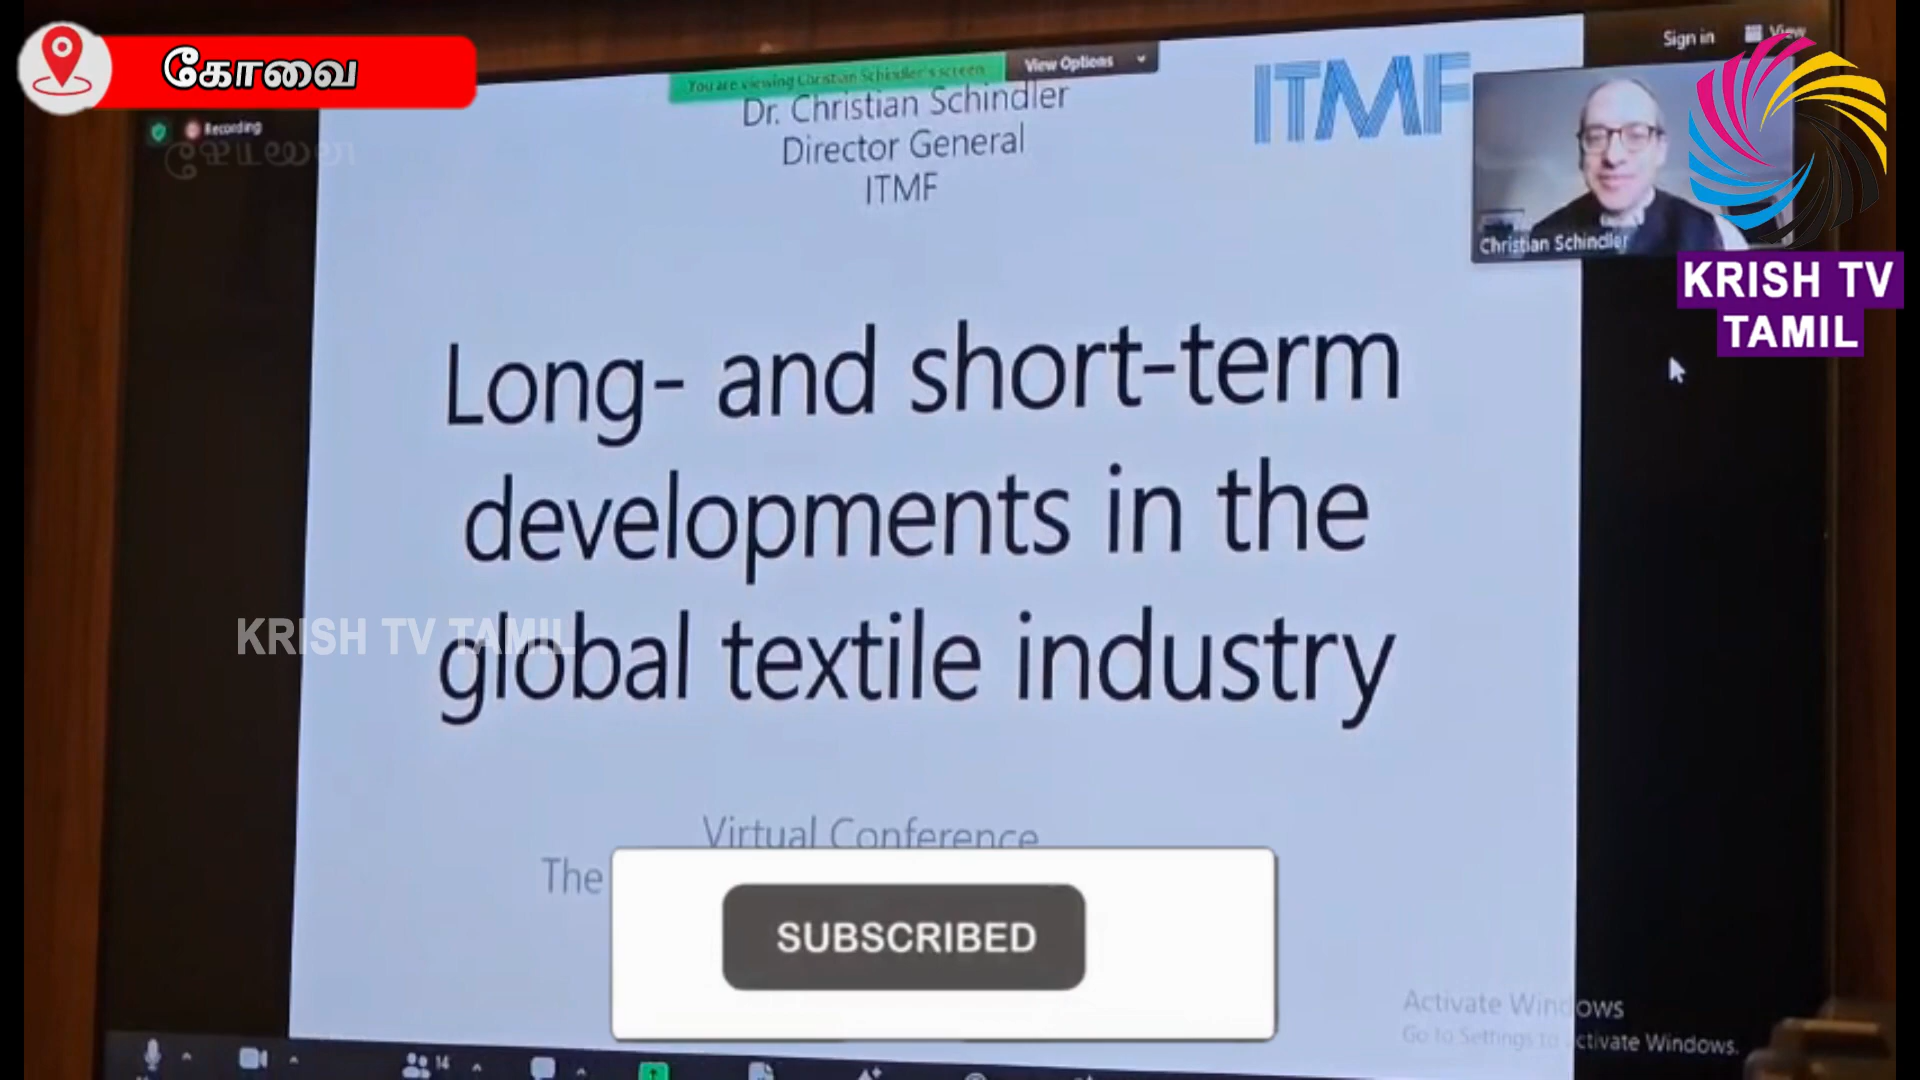 கோவை
Sign in
View
You are viewing Christian Schindler's screen
View Options
Recording
Dr. Christian Schindler
Director General
ITMF
ITMF
Christian Schindler
KRISH TV
TAMIL
Long- and short-term
developments in the
global textile industry
KRISH TV TAMIL
Virtual Conference
The
SUBSCRIBED
Activate Windows
Go to Settings to activate Windows.
14